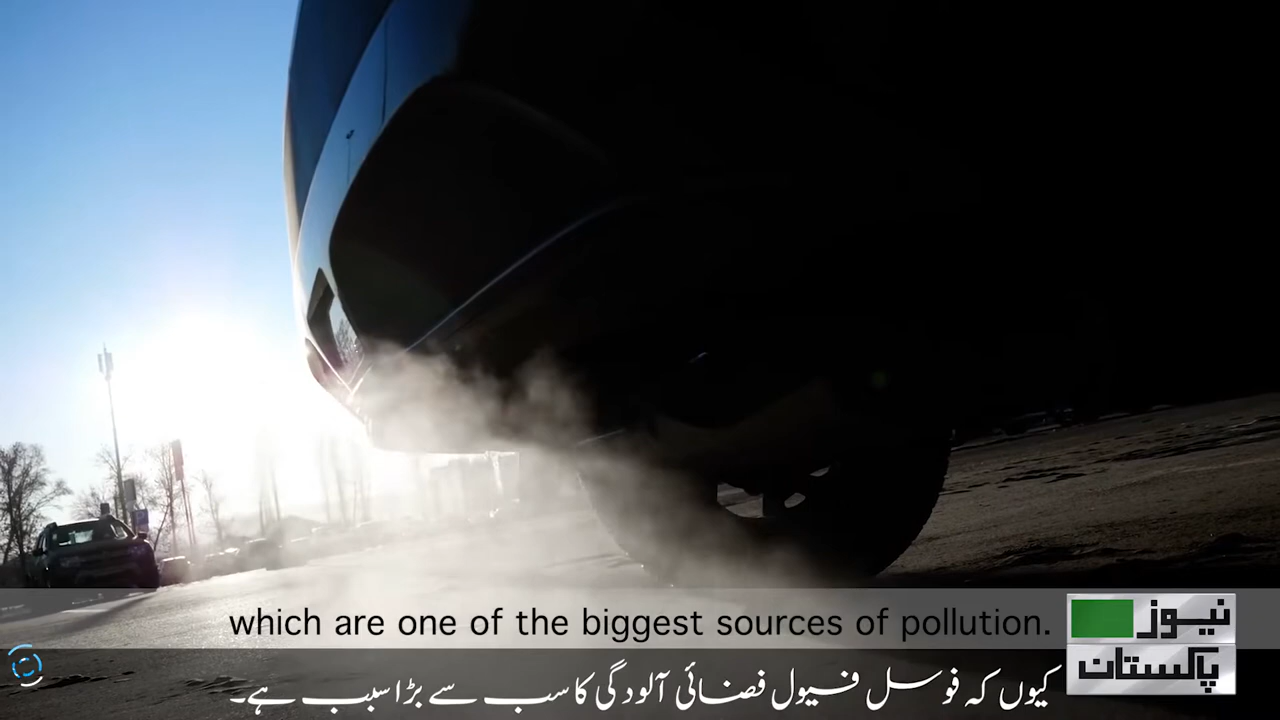 which are one of the biggest sources of pollution.
کیوں کہ فوسل فیول فضائی آلودگی کا سب سے بڑا سبب ہے۔
نیوز
پاکستان